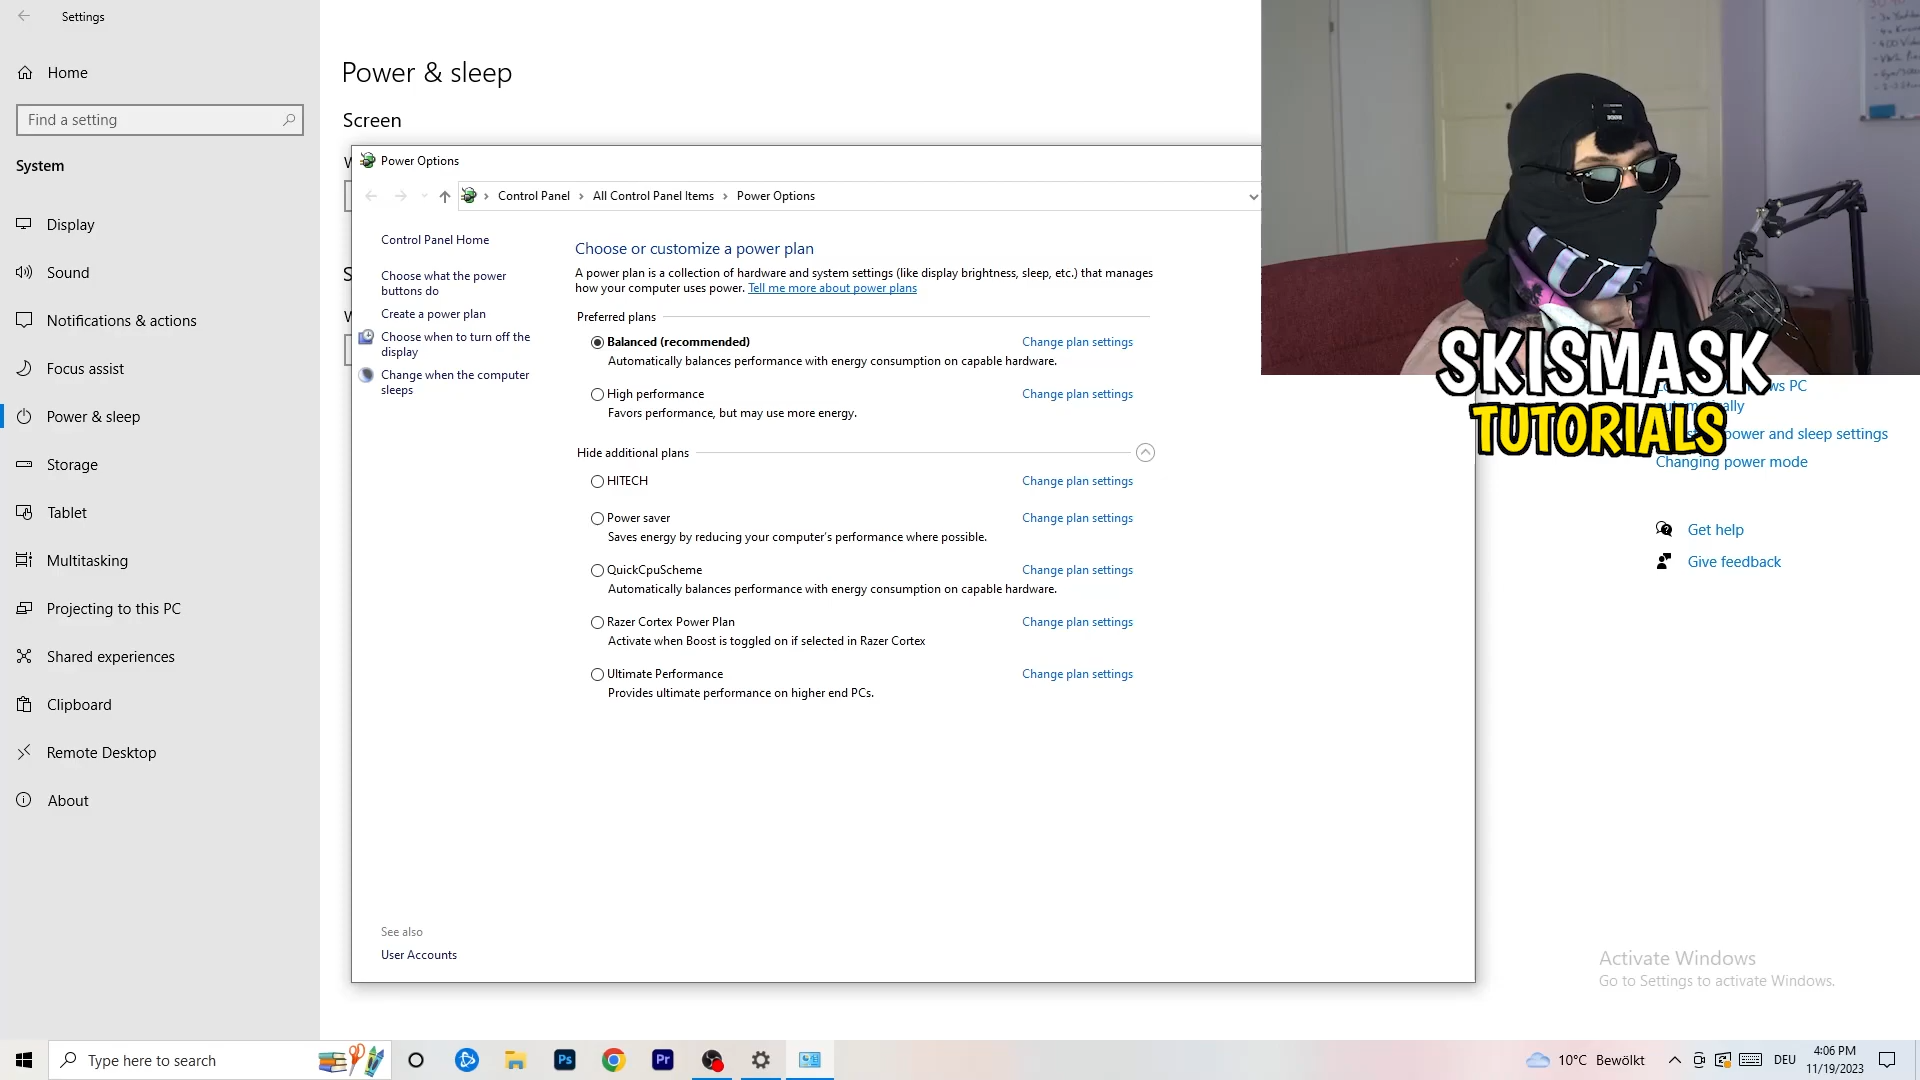 Settings
Home
Find a setting
System
Display
Sound
Notifications & actions
Focus assist
Power & sleep
Storage
Tablet
Multitasking
Projecting to this PC
Shared experiences
Clipboard
Remote Desktop
About
Power & sleep
Screen
Power Options
Control Panel
All Control Panel Items
Power Options
Control Panel Home
Choose what the power
buttons do
Create a power plan
Choose when to turn off the
display
Change when the computer
sleeps
See also
User Accounts
Choose or customize a power plan
A power plan is a collection of hardware and system settings (like display brightness, sleep, etc.) that manages
how your computer uses power. Tell me more about power plans
Preferred plans
Balanced (recommended) Change plan settings
Automatically balances performance with energy consumption on capable hardware.
High performance Change plan settings
Favors performance, but may use more energy.
Hide additional plans
HITECH Change plan settings
Power saver Change plan settings
Saves energy by reducing your computer's performance where possible.
QuickCpuScheme Change plan settings
Automatically balances performance with energy consumption on capable hardware.
Razer Cortex Power Plan Change plan settings
Activate when Boost is toggled on if selected in Razer Cortex
Ultimate Performance Change plan settings
Provides ultimate performance on higher end PCs.
SKISMASK
TUTORIALS
PC
power and sleep settings
Changing power mode
Get help
Give feedback
Activate Windows
Go to Settings to activate Windows.
Type here to search
Ps
Pr
10°C Bewölkt
DEU
4:06 PM
11/19/2023